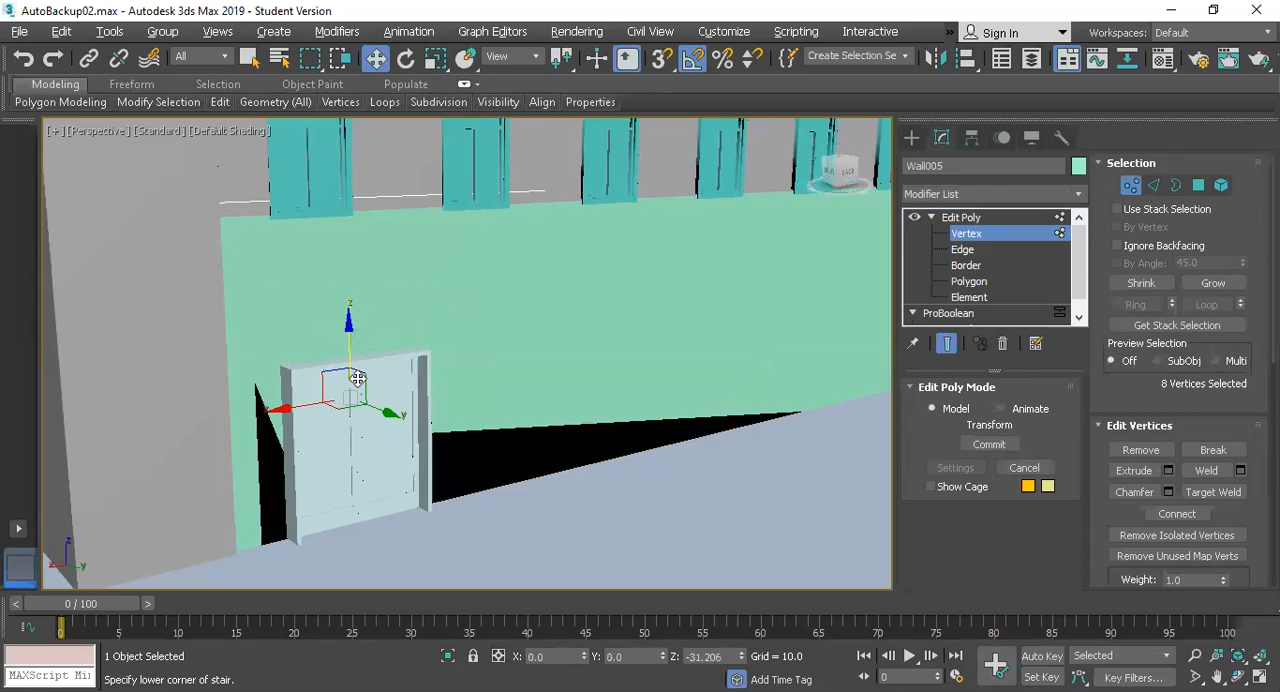 AutoBackup02.max - Autodesk 3ds Max 2019 - Student Version
File Edit Tools Group Views Create Modifiers Animation Graph Editors Rendering Civil View Customize Scripting Interactive » Sign In Workspaces: Default
All View Create Selection Se
Modeling Freeform Selection Object Paint Populate
Polygon Modeling Modify Selection Edit Geometry (All) Vertices Loops Subdivision Visibility Align Properties
[+] [Perspective] [Standard] [Default Shading]
BACK
z
y
z
x
y
Wall005
Modifier List
Edit Poly
Vertex
Edge
Border
Polygon
Element
ProBoolean
Edit Poly Mode
Model Animate
Transform
Commit
Settings Cancel
Show Cage
Selection
Use Stack Selection
By Vertex
Ignore Backfacing
By Angle: 45.0
Shrink Grow
Ring Loop
Get Stack Selection
Preview Selection
Off SubObj Multi
8 Vertices Selected
Edit Vertices
Remove Break
Extrude Weld
Chamfer Target Weld
Connect
Remove Isolated Vertices
Remove Unused Map Verts
Weight: 1.0
< 0 / 100 >
0 5 10 15 20 25 30 35 40 45 50 55 60 65 70 75 80 85 90 95 100
1 Object Selected X: 0.0 Y: 0.0 Z: -31.206 Grid = 10.0 Auto Key Selected
MAXScript Mi Specify lower corner of stair. Add Time Tag 0 Set Key Key Filters...